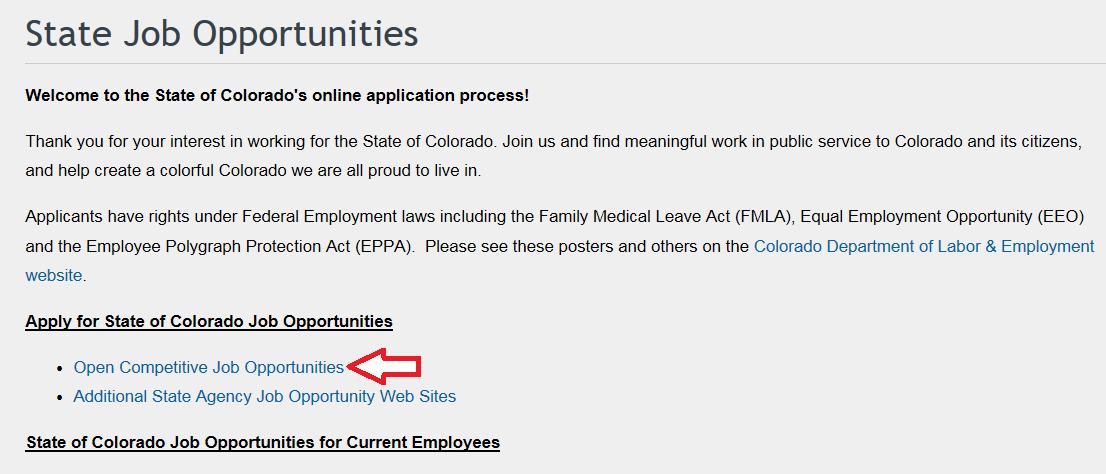 State Job Opportunities
Welcome to the State of Colorado's online application process!
Thank you for your interest in working for the State of Colorado. Join us and find meaningful work in public service to Colorado and its citizens,
and help create a colorful Colorado we are all proud to live in.
Applicants have rights under Federal Employment laws including the Family Medical Leave Act (FMLA), Equal Employment Opportunity (EEO)
and the Employee Polygraph Protection Act (EPPA).  Please see these posters and others on the Colorado Department of Labor & Employment
website.
Apply for State of Colorado Job Opportunities
• Open Competitive Job Opportunities
• Additional State Agency Job Opportunity Web Sites
State of Colorado Job Opportunities for Current Employees